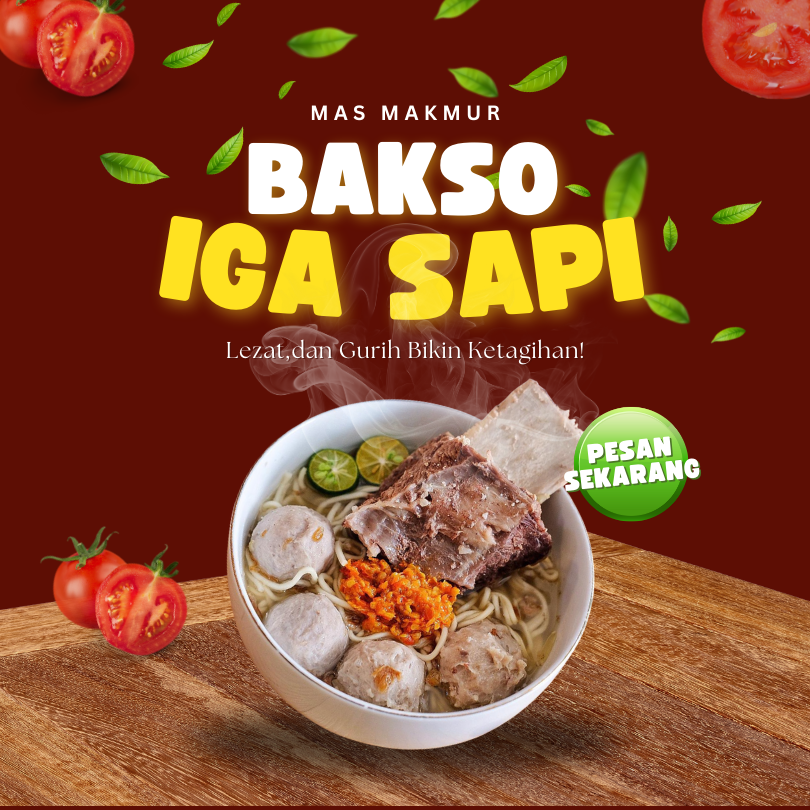 MAS MAKMUR
BAKSO
IGA SAPI
Lezat,dan Gurih Bikin Ketagihan!
PESAN
SEKARANG